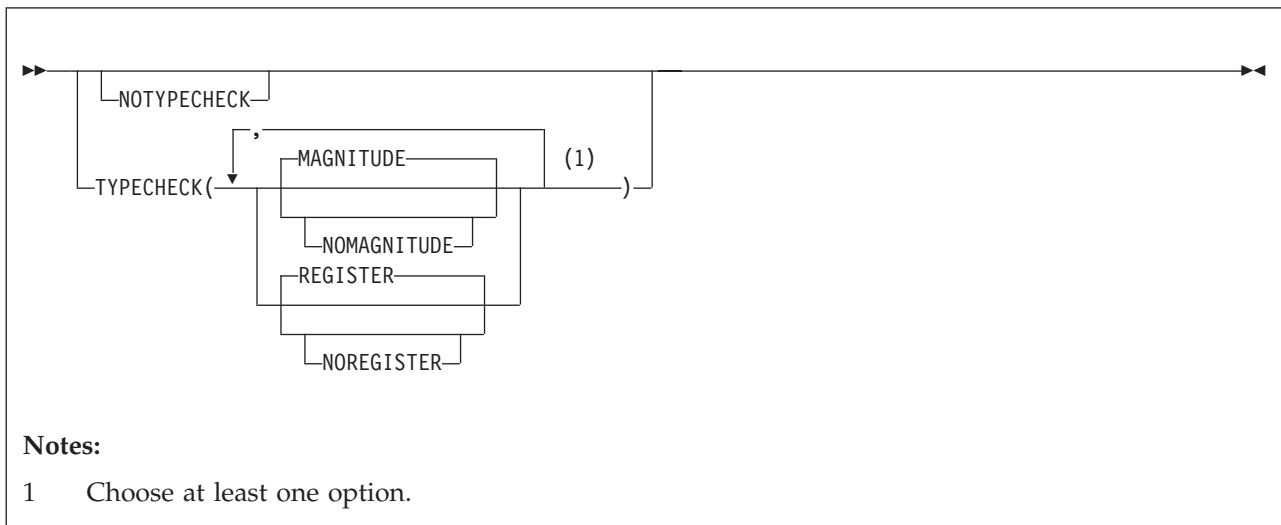 NOTYPECHECK
,
MAGNITUDE (1)
TYPECHECK( )
NOMAGNITUDE
REGISTER
NOREGISTER
Notes:
1 Choose at least one option.